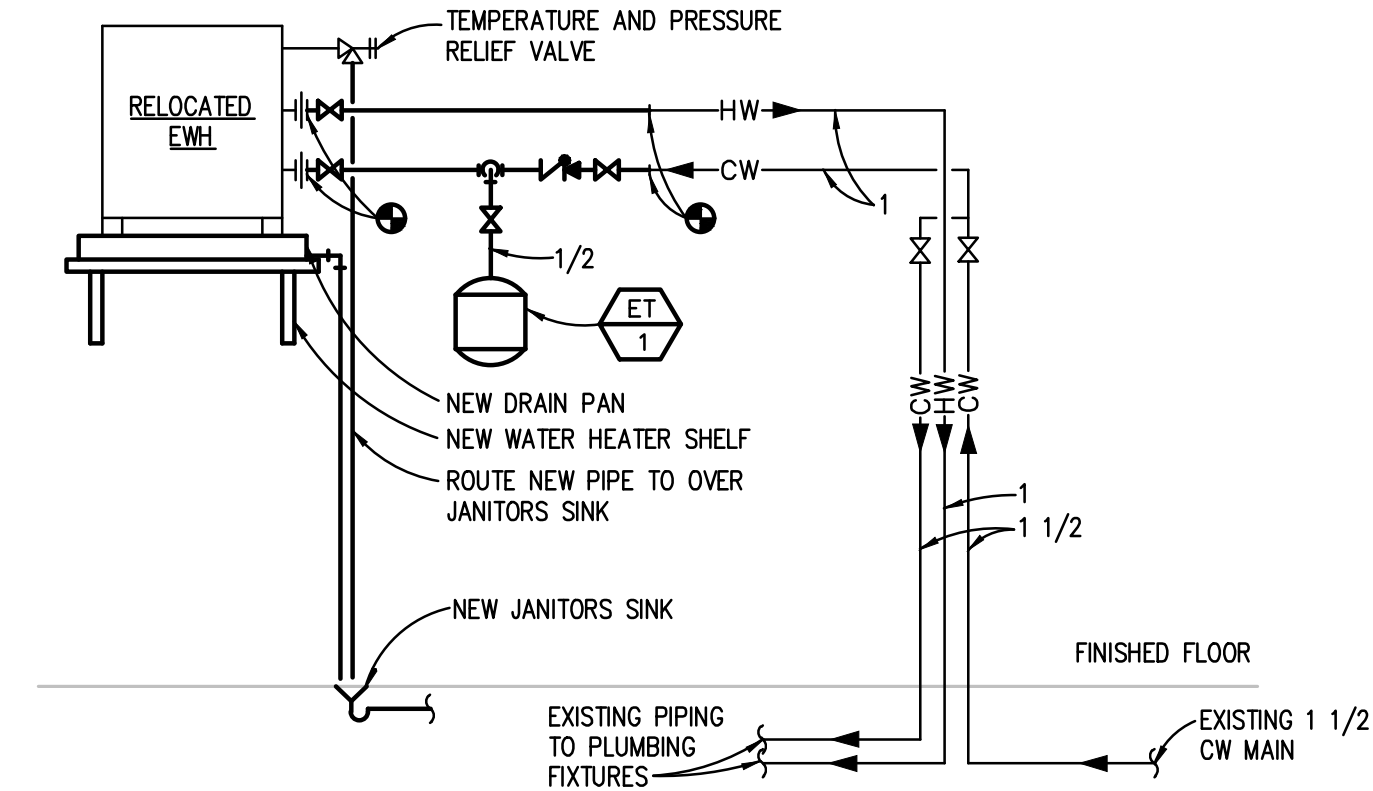 TEMPERATURE AND PRESSURE
RELIEF VALVE
RELOCATED
EWH
HW
CW
1
1/2
ET
1
CW
HW
CW
NEW DRAIN PAN
NEW WATER HEATER SHELF
ROUTE NEW PIPE TO OVER
JANITORS SINK
1
1 1/2
NEW JANITORS SINK
FINISHED FLOOR
EXISTING PIPING
TO PLUMBING
FIXTURES
EXISTING 1 1/2
CW MAIN